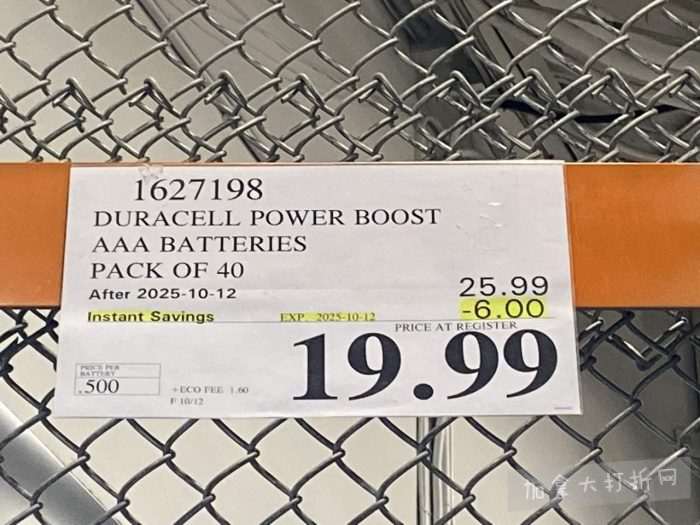 1627198
DURACELL POWER BOOST
AAA BATTERIES
PACK OF 40
After 2025-10-12 25.99
Instant Savings EXP. 2025-10-12 -6.00
PRICE AT REGISTER
19.99
PRICE PER
BATTERY
.500
+ECO FEE 1.60
F 10/12
加拿大打折网